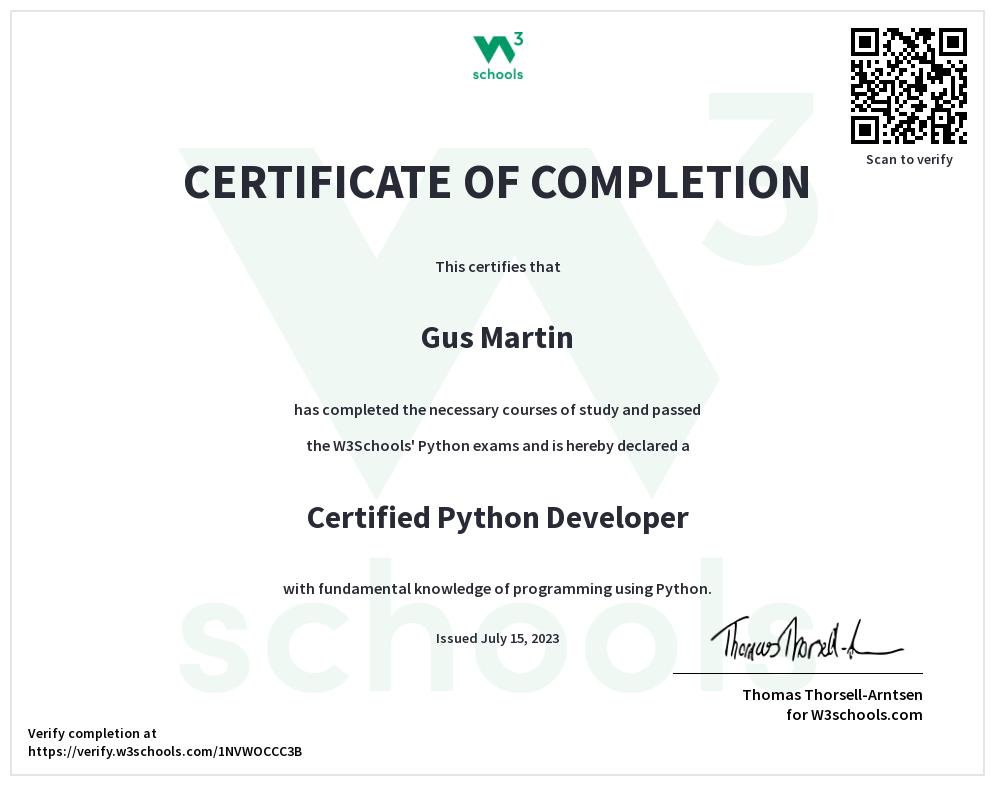 W3
schools
Scan to verify
CERTIFICATE OF COMPLETION
This certifies that
Gus Martin
has completed the necessary courses of study and passed
the W3Schools' Python exams and is hereby declared a
Certified Python Developer
with fundamental knowledge of programming using Python.
Issued July 15, 2023
Thomas Thorsell-A
Thomas Thorsell-Arntsen
for W3schools.com
Verify completion at
https://verify.w3schools.com/1NVWOCCC3B
W3
schools